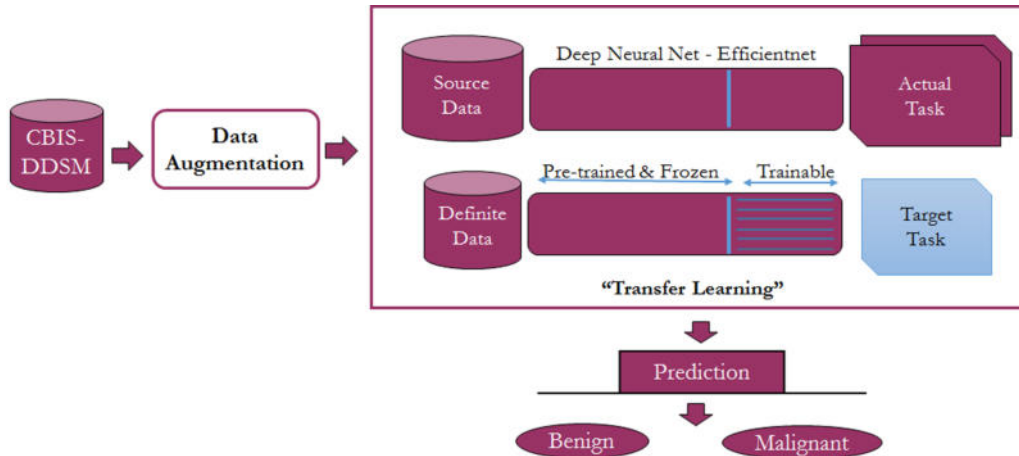 Deep Neural Net - Efficientnet
Source
Data
Actual
Task
CBIS-
DDSM
Data
Augmentation
Pre-trained & Frozen
Trainable
Definite
Data
Target
Task
“Transfer Learning”
Prediction
Benign
Malignant